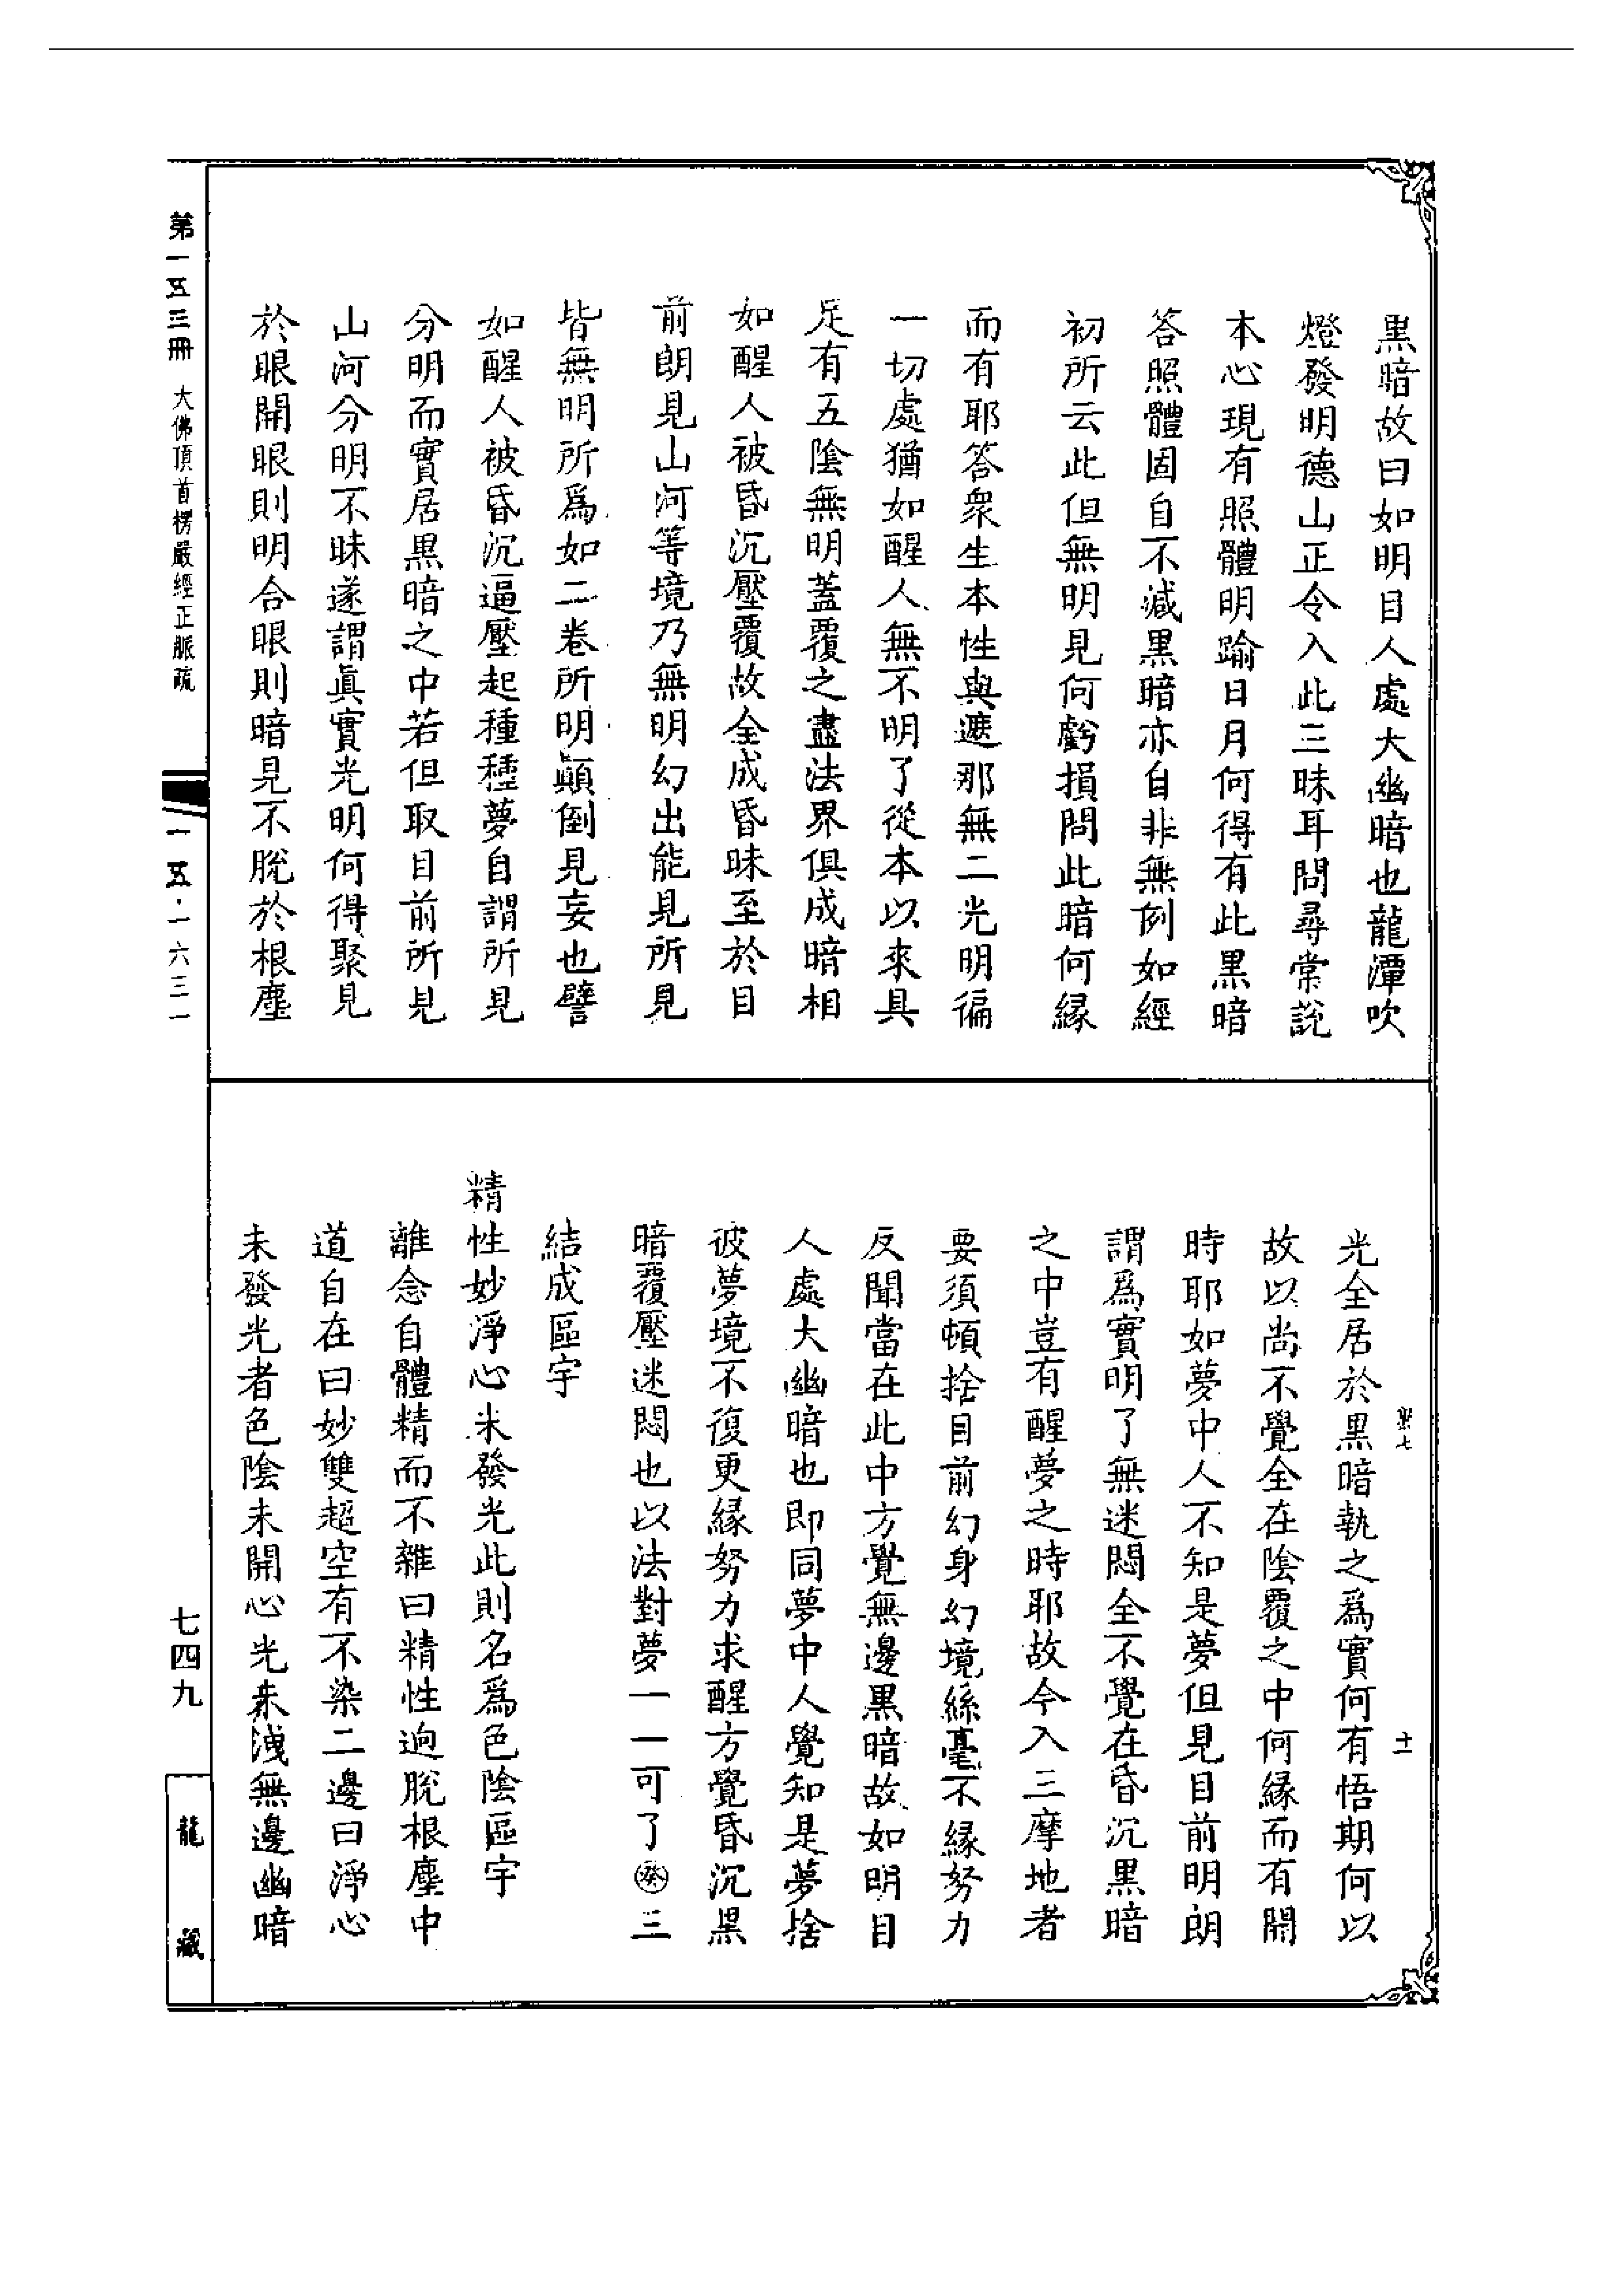 黑暗故曰如明目人處大幽暗也龍潭吹
燈發明德山正令入此三昧耳問尋常說
本心現有照體明踰日月何得有此黑暗
答照體固自不減黑暗亦自非無例如經
初所云此但無明見何虧損問此暗何緣
而有耶答衆生本性與遮那無二光明徧
一切處猶如醒人無不明了從本以來具
足有五陰無明蓋覆之盡法界俱成暗相
如醒人被昏沉壓覆故全成昏昧至於目
前朗見山河等境乃無明幻出能見所見
皆無明所爲如二卷所明顛倒見妄也譬
如醒人被昏沉逼壓起種種夢自謂所見
分明而實居黑暗之中若但取目前所見
山河分明不昧遂謂眞實光明何得聚見
於眼開眼則明合眼則暗見不脫於根塵
光全居於黑暗執之爲實何有悟期何以
故以尚不覺全在陰覆之中何緣而有開
時耶如夢中人不知是夢但見目前明朗
謂爲實明了無迷悶全不覺在昏沉黑暗
之中豈有醒夢之時耶故今入三摩地者
要須頓捨目前幻身幻境絲毫不緣努力
反聞當在此中方覺無邊黑暗故如明目
人處大幽暗也即同夢中人覺知是夢捨
彼夢境不復更緣努力求醒方覺昏沉黑
暗覆壓迷悶也以法對夢一一可了㊂癸三
結成區宇
精性妙淨心未發光此則名爲色陰區宇
離念自體精而不雜曰精性逈脫根塵中
道自在曰妙雙超空有不染二邊曰淨心
未發光者色陰未開心光未洩無邊幽暗
第一五三冊 大佛頂首楞嚴經正脈疏
一五·一六三一
七四九
龍藏
十一